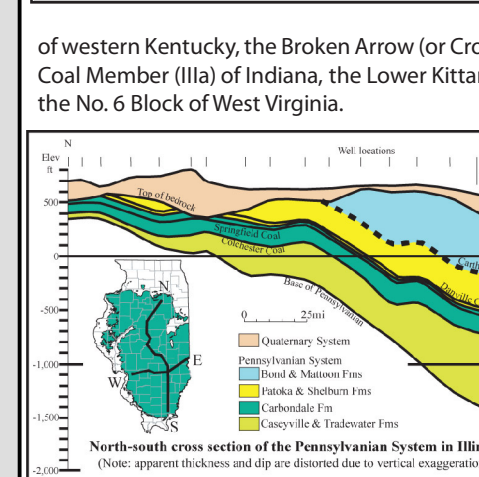 of western Kentucky, the Broken Arrow (or Cro
Coal Member (IIIa) of Indiana, the Lower Kittan
the No. 6 Block of West Virginia.
N
Elev
ft
Well locations
500
0
-500
-1,000
-1,500
-2,000
Top of bedrock
Springfield Coal
Colchester Coal
Base of Pennsylvanian
Danville C
Carth
N
E
W
S
0 25mi
Quaternary System
Pennsylvanian System
Bond & Mattoon Fms
Patoka & Shelburn Fms
Carbondale Fm
Caseyville & Tradewater Fms
North-south cross section of the Pennsylvanian System in Illin
(Note: apparent thickness and dip are distorted due to vertical exaggeratio